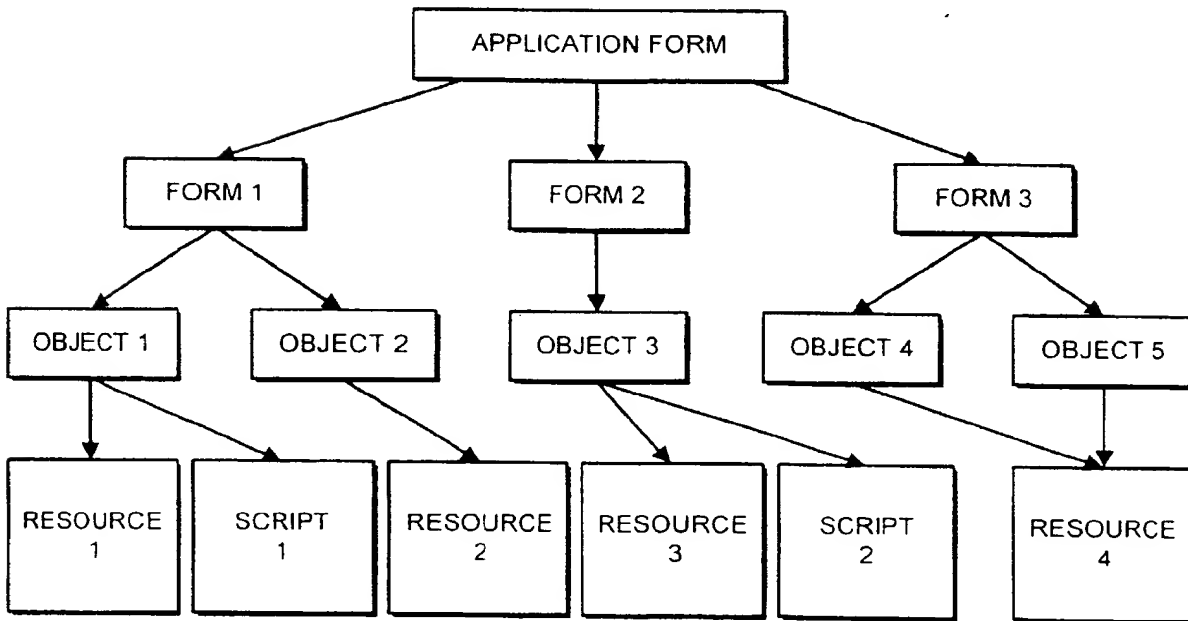 APPLICATION FORM
FORM 1
FORM 2
FORM 3
OBJECT 1
OBJECT 2
OBJECT 3
OBJECT 4
OBJECT 5
RESOURCE
1
SCRIPT
1
RESOURCE
2
RESOURCE
3
SCRIPT
2
RESOURCE
4